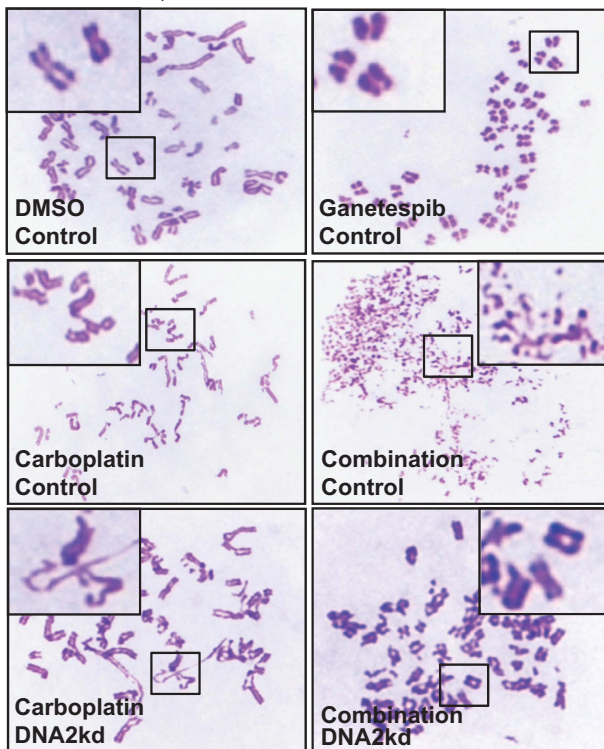 DMSO
Control
Ganetespib
Control
Carboplatin
Control
Combination
Control
Carboplatin
DNA2kd
Combination
DNA2kd